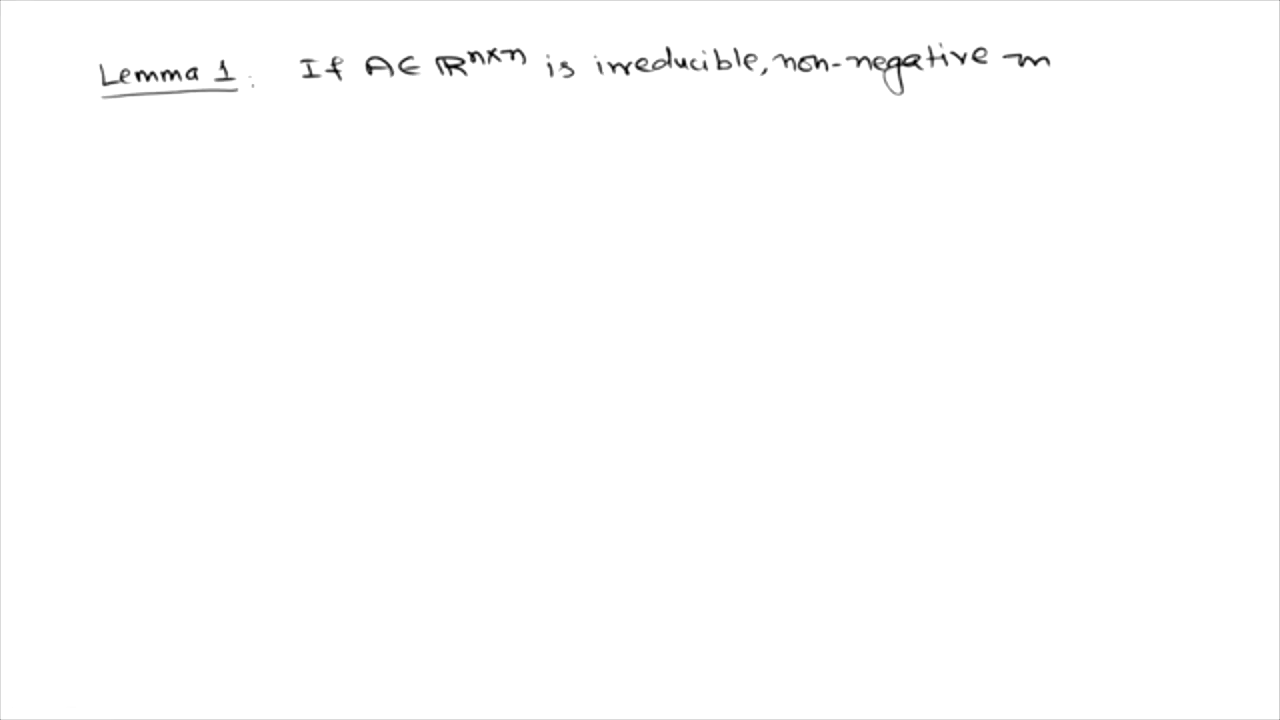 Lemma 1. If A ∈ ℝ^{n×n} is irreducible, non-negative m